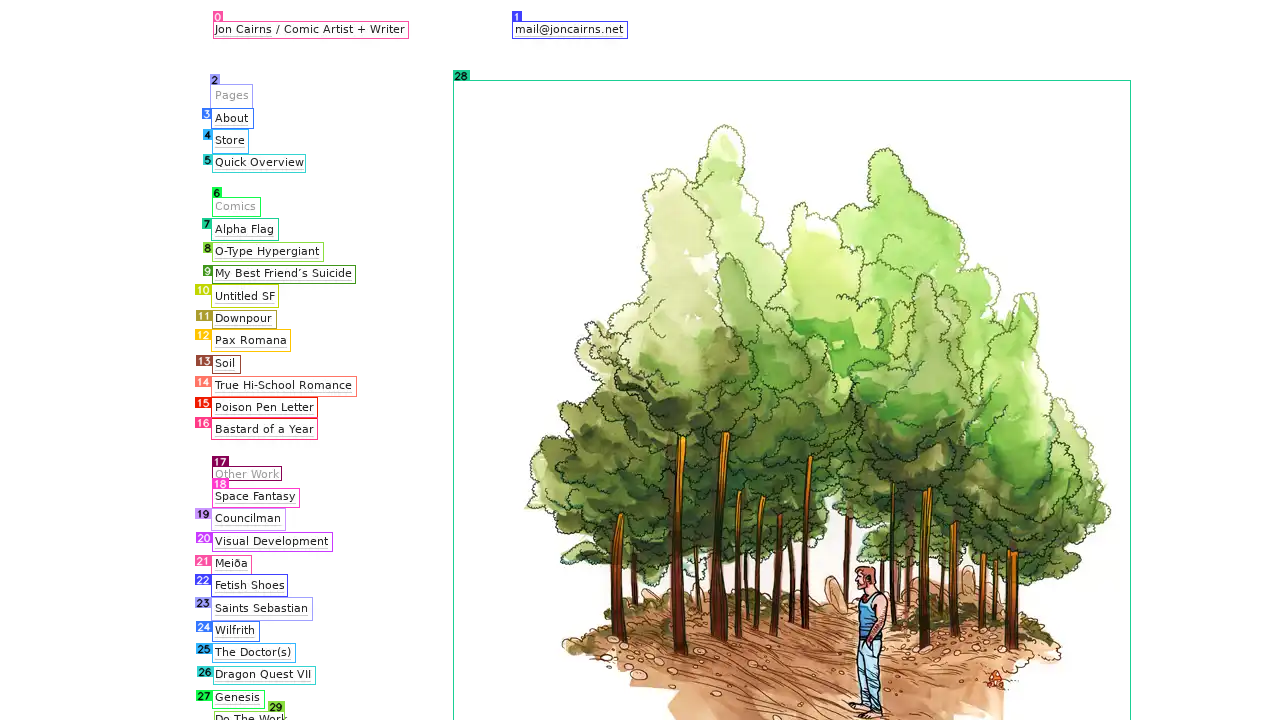 Jon Cairns / Comic Artist + Writer
mail@joncairns.net
Pages
About
Store
Quick Overview
Comics
Alpha Flag
O-Type Hypergiant
My Best Friend’s Suicide
Untitled SF
Downpour
Pax Romana
Soil
True Hi-School Romance
Poison Pen Letter
Bastard of a Year
Other Work
Space Fantasy
Councilman
Visual Development
Meiða
Fetish Shoes
Saints Sebastian
Wilfrith
The Doctor(s)
Dragon Quest VII
Genesis
Do The Work
0
1
2
3
4
5
6
7
8
9
10
11
12
13
14
15
16
17
18
19
20
21
22
23
24
25
26
27
28
29